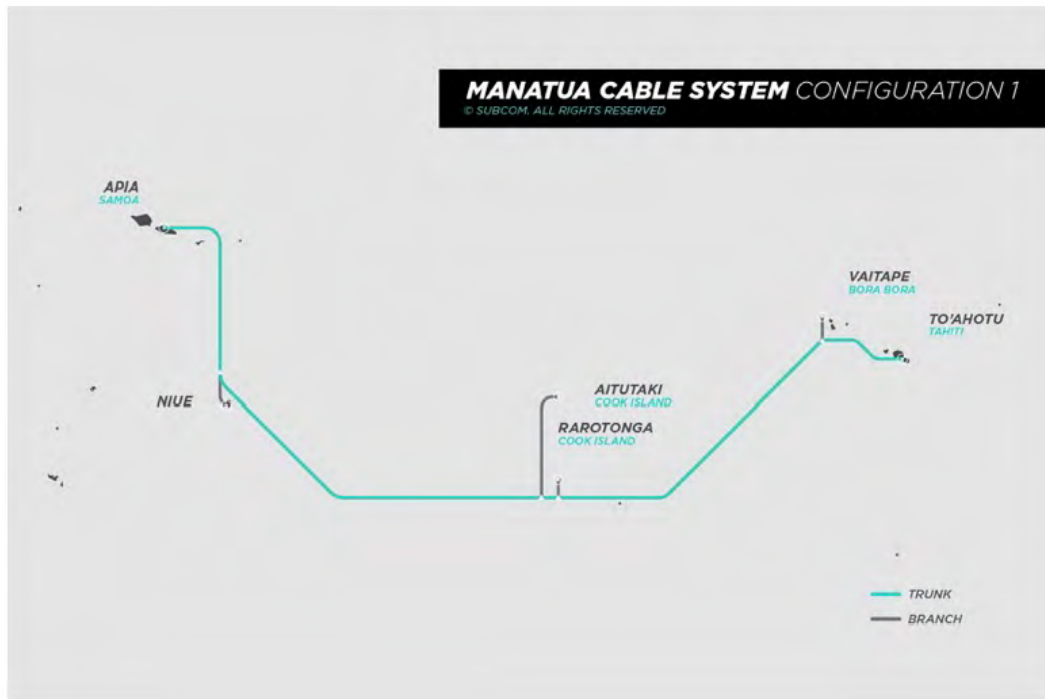 MANATUA CABLE SYSTEM CONFIGURATION 1
© SUBCOM. ALL RIGHTS RESERVED
APIA
SAMOA
VAITAPE
BORA BORA
TO'AHOTU
TAHITI
NIUE
AITUTAKI
COOK ISLAND
RAROTONGA
COOK ISLAND
TRUNK
BRANCH